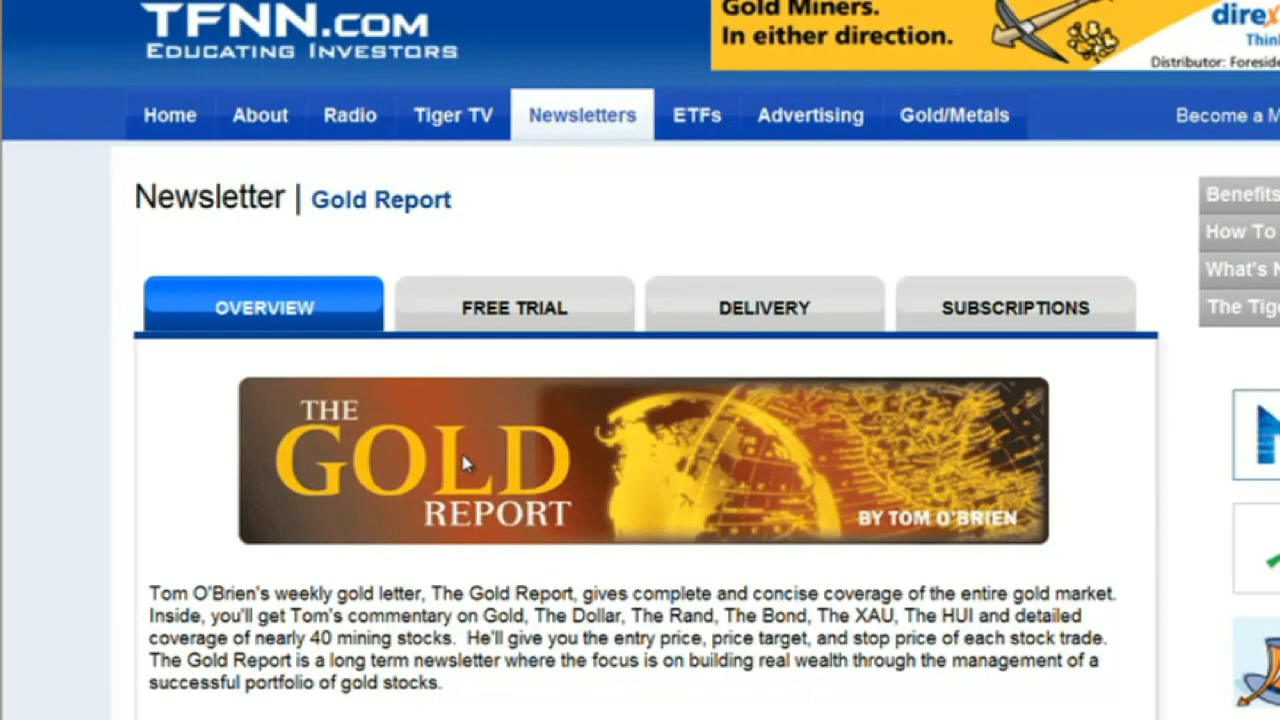 TFNN.COM
EDUCATING INVESTORS
Gold Miners.
In either direction.
Distributor:
Home About Radio Tiger TV Newsletters ETFs Advertising Gold/Metals Become a
Newsletter | Gold Report
Benefits
How To
What's
The
OVERVIEW FREE TRIAL DELIVERY SUBSCRIPTIONS
THE
GOLD
REPORT
BY TOM O'BRIEN
Tom O'Brien's weekly gold letter, The Gold Report, gives complete and concise coverage of the entire gold market.
Inside, you'll get Tom's commentary on Gold, The Dollar, The Rand, The Bond, The XAU, The HUI and detailed
coverage of nearly 40 mining stocks. He'll give you the entry price, price target, and stop price of each stock trade.
The Gold Report is a long term newsletter where the focus is on building real wealth through the management of a
successful portfolio of gold stocks.